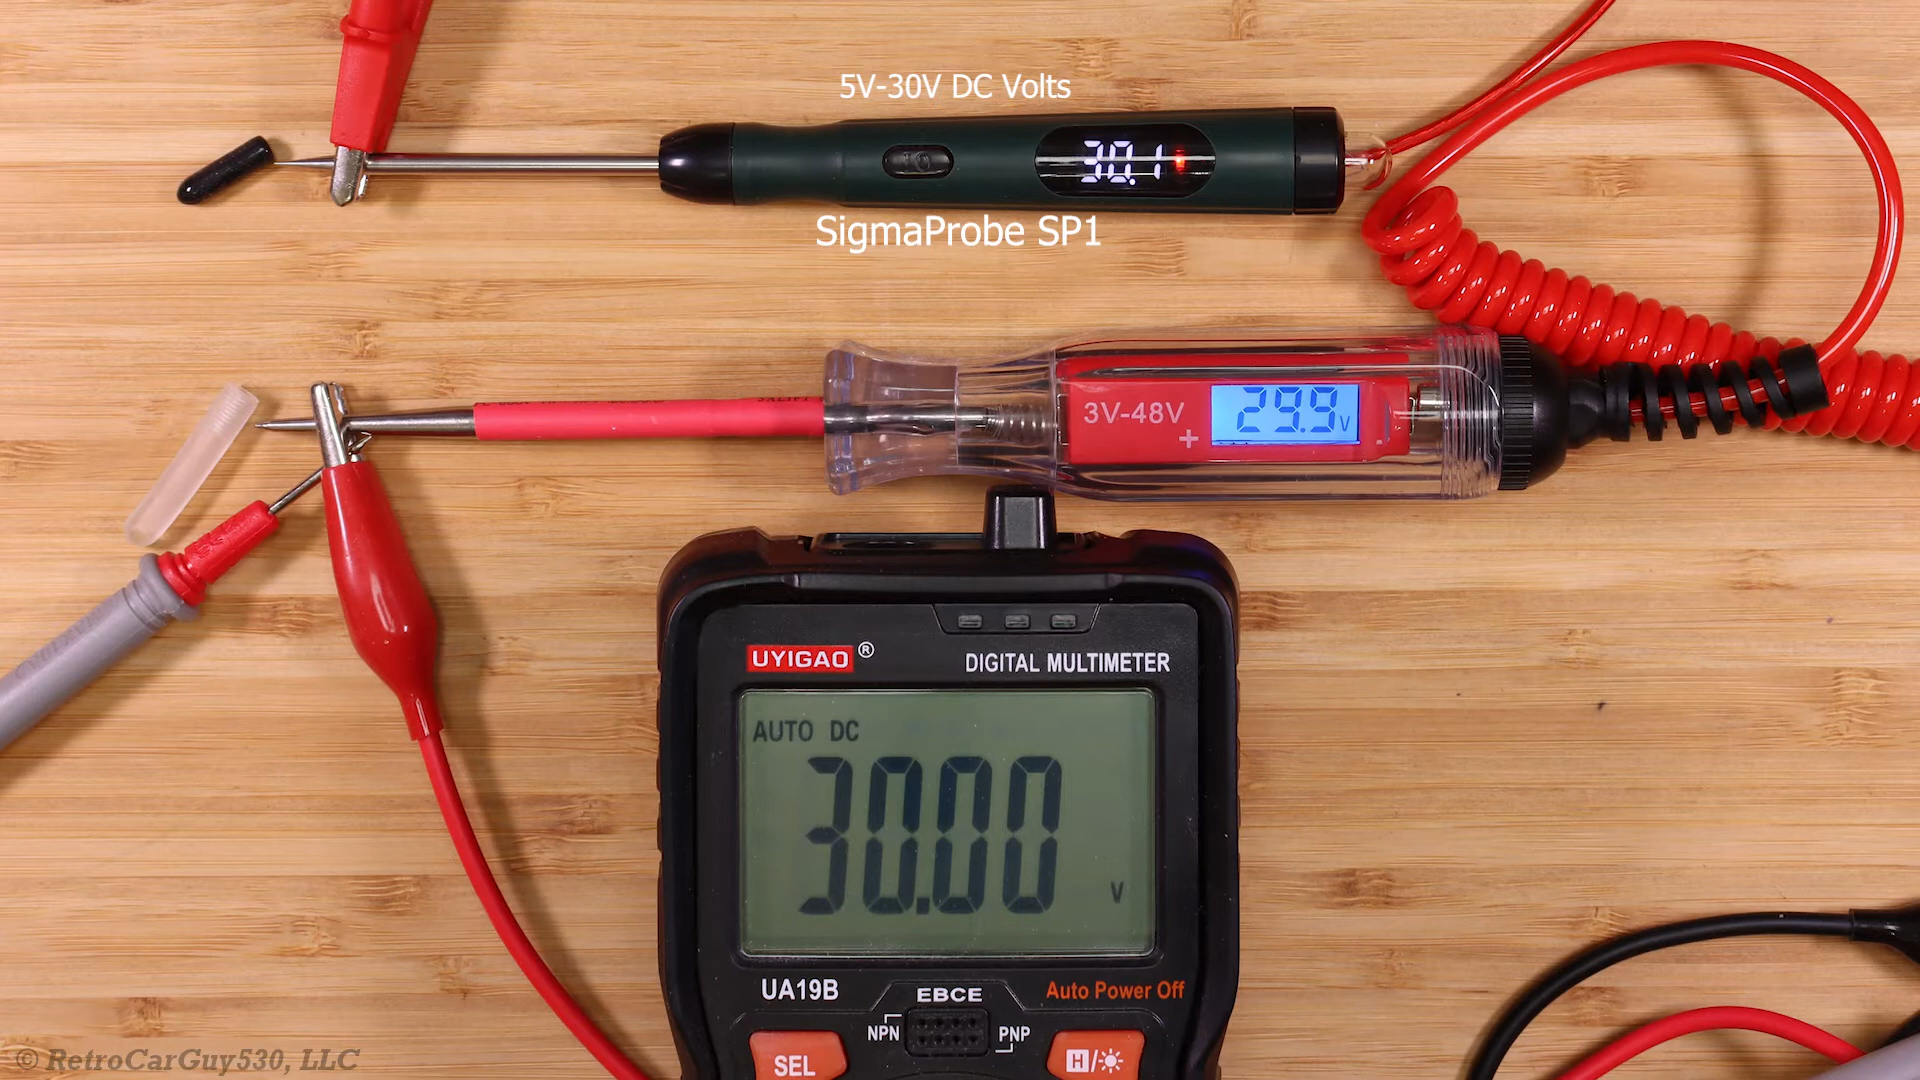 5V-30V DC Volts
30.1
SigmaProbe SP1
3V-48V
+
29.9 V
UYIGAO ®
DIGITAL MULTIMETER
AUTO DC
30.00 V
UA19B
EBCE
Auto Power Off
NPN
PNP
SEL
H/☀
© RetroCarGuy530, LLC